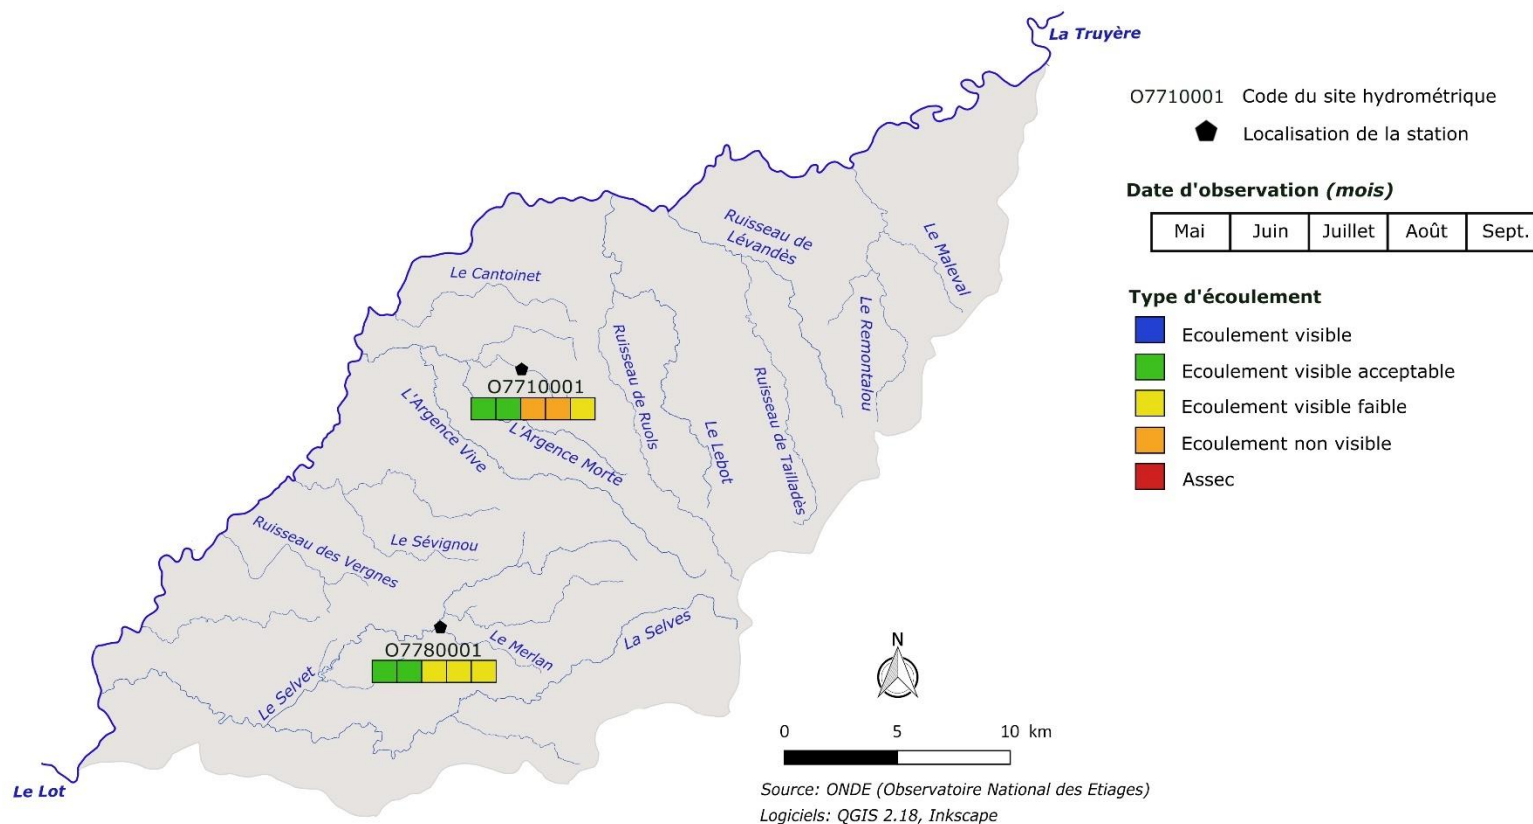 La Truyère
O7710001 Code du site hydrométrique
Localisation de la station
Date d'observation (mois)
Mai Juin Juillet Août Sept.
Type d'écoulement
Ecoulement visible
Ecoulement visible acceptable
Ecoulement visible faible
Ecoulement non visible
Assec
Ruisseau de
Lévandès
Le Maleval
Le Cantoinet
Le Remontalou
Ruisseau de Ruols
Ruisseau de Tailladès
O7710001
L'Argence Vive
L'Argence Morte
Le Lebot
Ruisseau des Vergnes
Le Sévignou
La Selves
Le Merlan
O7780001
Le Selvet
Le Lot
N
0 5 10 km
Source: ONDE (Observatoire National des Etiages)
Logiciels: QGIS 2.18, Inkscape